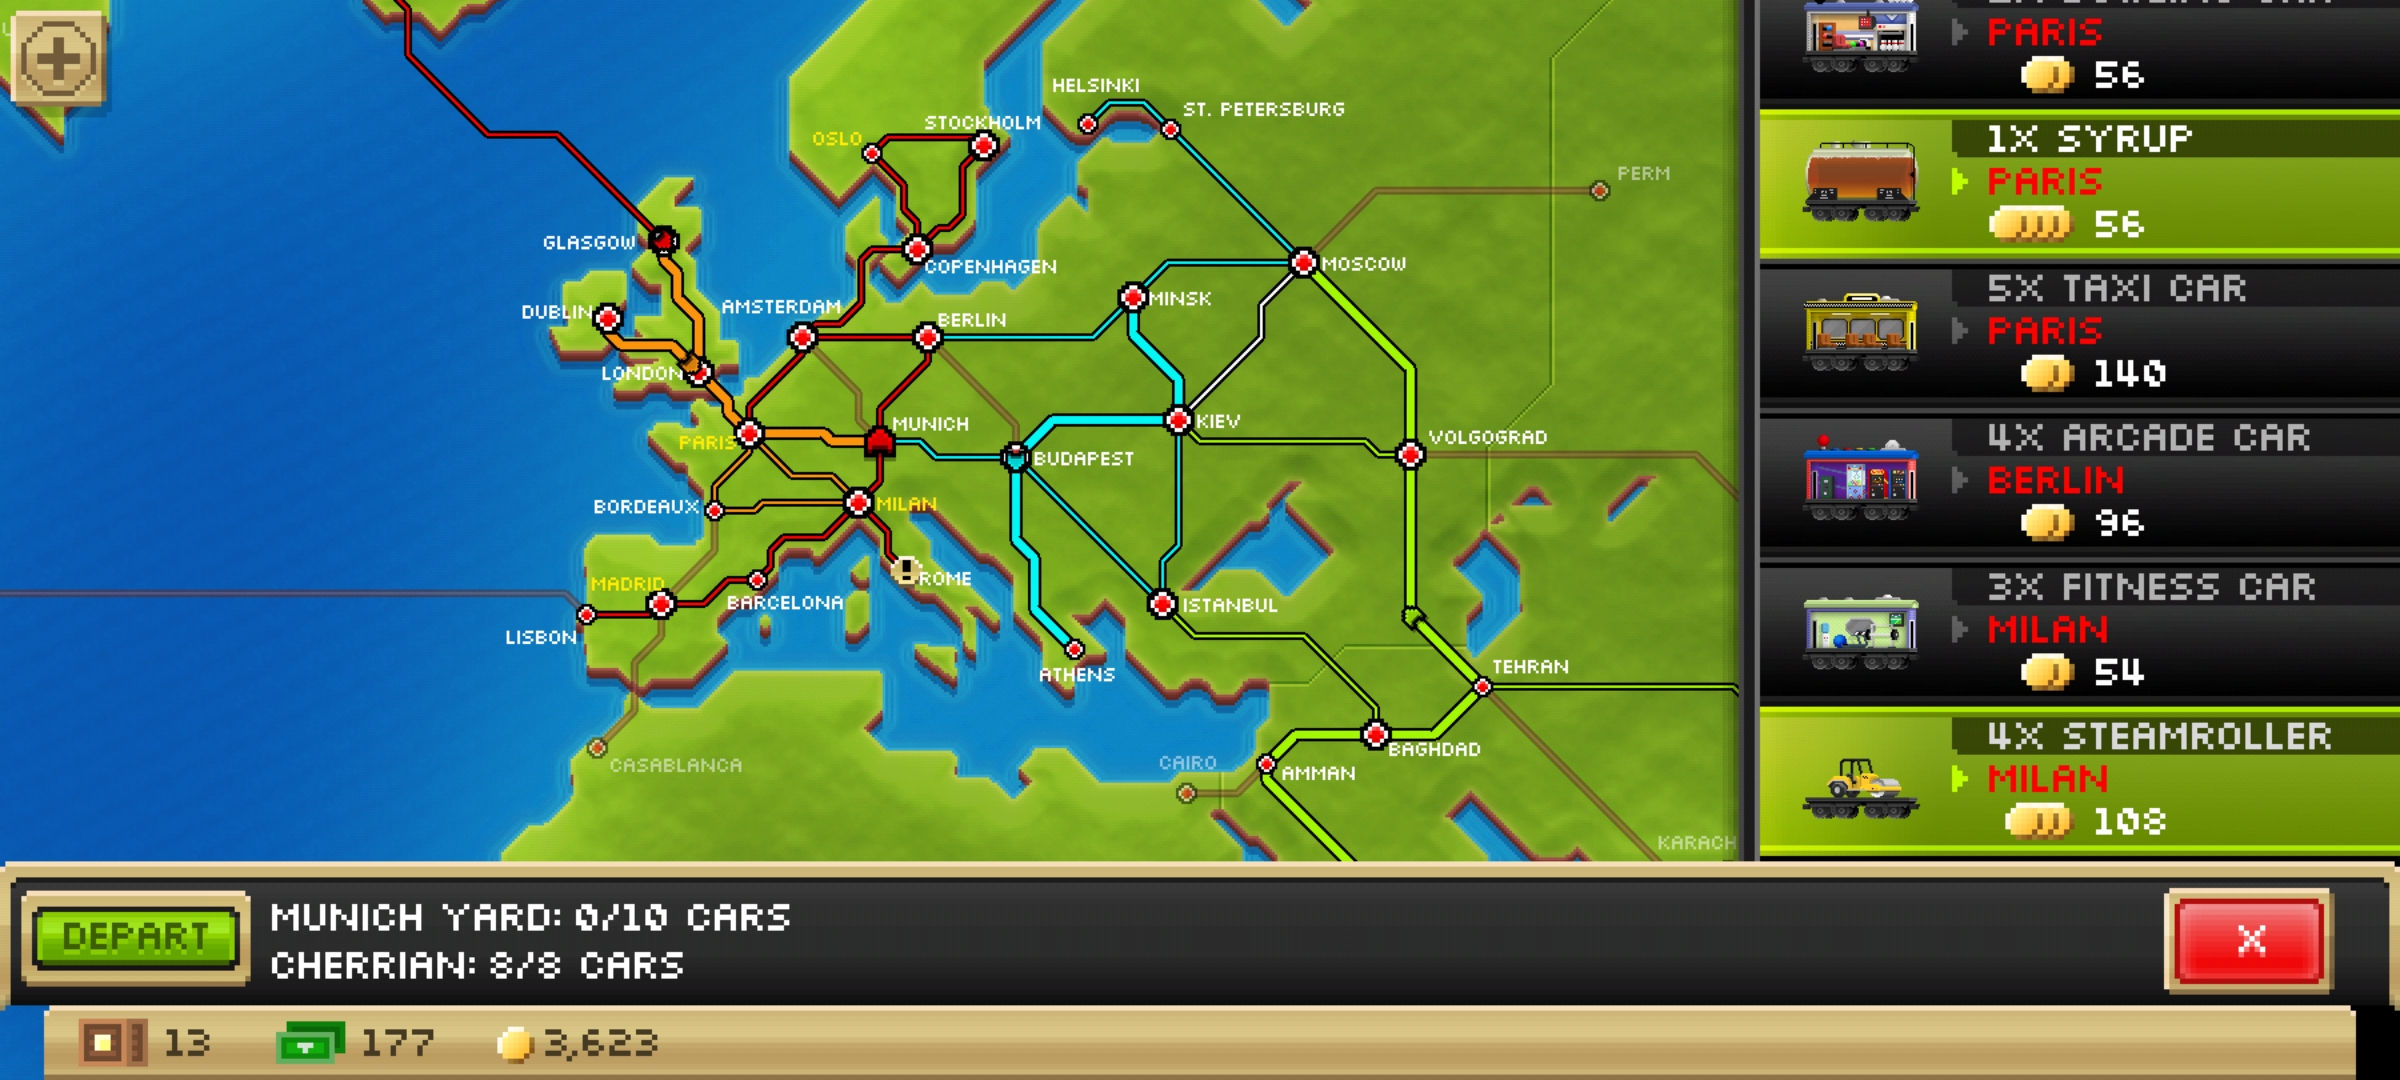 HELSINKI
ST. PETERSBURG
STOCKHOLM
OSLO
PERM
GLASGOW
COPENHAGEN
MOSCOW
MINSK
DUBLIN
AMSTERDAM
BERLIN
LONDON
MUNICH
KIEV
VOLGOGRAD
PARIS
BUDAPEST
BORDEAUX
MILAN
MADRID
ROME
BARCELONA
ISTANBUL
LISBON
ATHENS
TEHRAN
CASABLANCA
CAIRO
BAGHDAD
AMMAN
KARACH
PARIS
56
1X SYRUP
PARIS
56
5X TAXI CAR
PARIS
140
4X ARCADE CAR
BERLIN
96
3X FITNESS CAR
MILAN
54
4X STEAMROLLER
MILAN
108
DEPART
MUNICH YARD: 0/10 CARS
CHERRIAN: 8/8 CARS
X
13
177
3,623